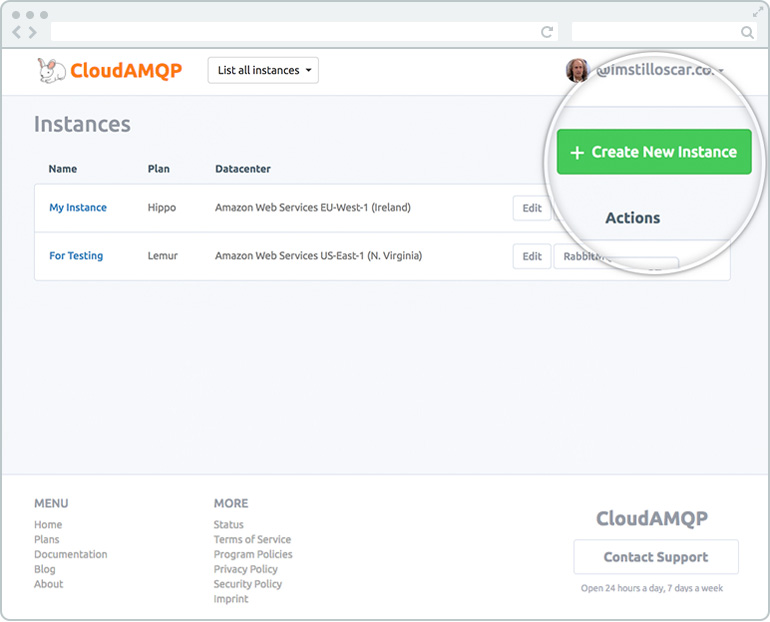 CloudAMQP
List all instances
@imstilloscar.co
Instances
+ Create New Instance
Name Plan Datacenter
Actions
My Instance Hippo Amazon Web Services EU-West-1 (Ireland) Edit
For Testing Lemur Amazon Web Services US-East-1 (N. Virginia) Edit
MENU
Home
Plans
Documentation
Blog
About
MORE
Status
Terms of Service
Program Policies
Privacy Policy
Security Policy
Imprint
CloudAMQP
Contact Support
Open 24 hours a day, 7 days a week